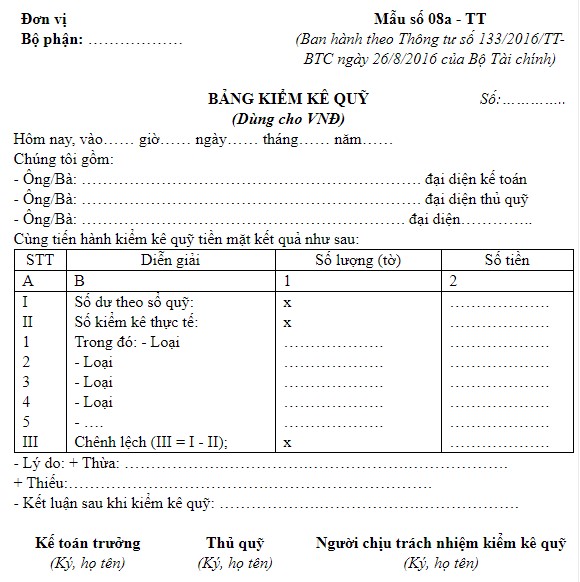 Đơn vị
Bộ phận: ………………
Mẫu số 08a - TT
(Ban hành theo Thông tư số 133/2016/TT-
BTC ngày 26/8/2016 của Bộ Tài chính)
BẢNG KIỂM KÊ QUỸ
Số:…………..
(Dùng cho VNĐ)
Hôm nay, vào…… giờ…… ngày…… tháng…… năm……
Chúng tôi gồm:
- Ông/Bà: ………………………………………………………… đại diện kế toán
- Ông/Bà: ………………………………………………………… đại diện thủ quỹ
- Ông/Bà: ……………………………………………………… đại diện…………..
Cùng tiến hành kiểm kê quỹ tiền mặt kết quả như sau:
STT Diễn giải Số lượng (tờ) Số tiền
A B 1 2
I Số dư theo sổ quỹ: x ………………
II Số kiểm kê thực tế: x ………………
1 Trong đó: - Loại ……………… ………………
2 - Loại ……………… ………………
3 - Loại ……………… ………………
4 - Loại ……………… ………………
5 - …. ……………… ………………
III Chênh lệch (III = I - II); x ………………
- Lý do: + Thừa: …………………………………………………………………
+ Thiếu:………………………………………………………………
- Kết luận sau khi kiểm kê quỹ: …………………………………………………
Kế toán trưởng Thủ quỹ Người chịu trách nhiệm kiểm kê quỹ
(Ký, họ tên) (Ký, họ tên) (Ký, họ tên)